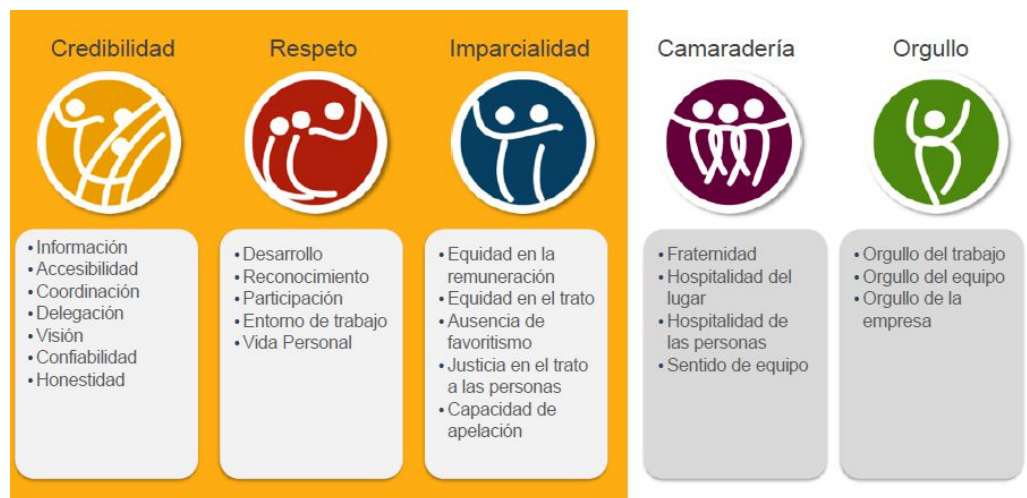 Credibilidad
Respeto
Imparcialidad
Camaradería
Orgullo
• Información
• Accesibilidad
• Coordinación
• Delegación
• Visión
• Confiabilidad
• Honestidad
• Desarrollo
• Reconocimiento
• Participación
• Entorno de trabajo
• Vida Personal
• Equidad en la
remuneración
• Equidad en el trato
• Ausencia de
favoritismo
• Justicia en el trato
a las personas
• Capacidad de
apelación
• Fraternidad
• Hospitalidad del
lugar
• Hospitalidad de
las personas
• Sentido de equipo
• Orgullo del trabajo
• Orgullo del equipo
• Orgullo de la
empresa